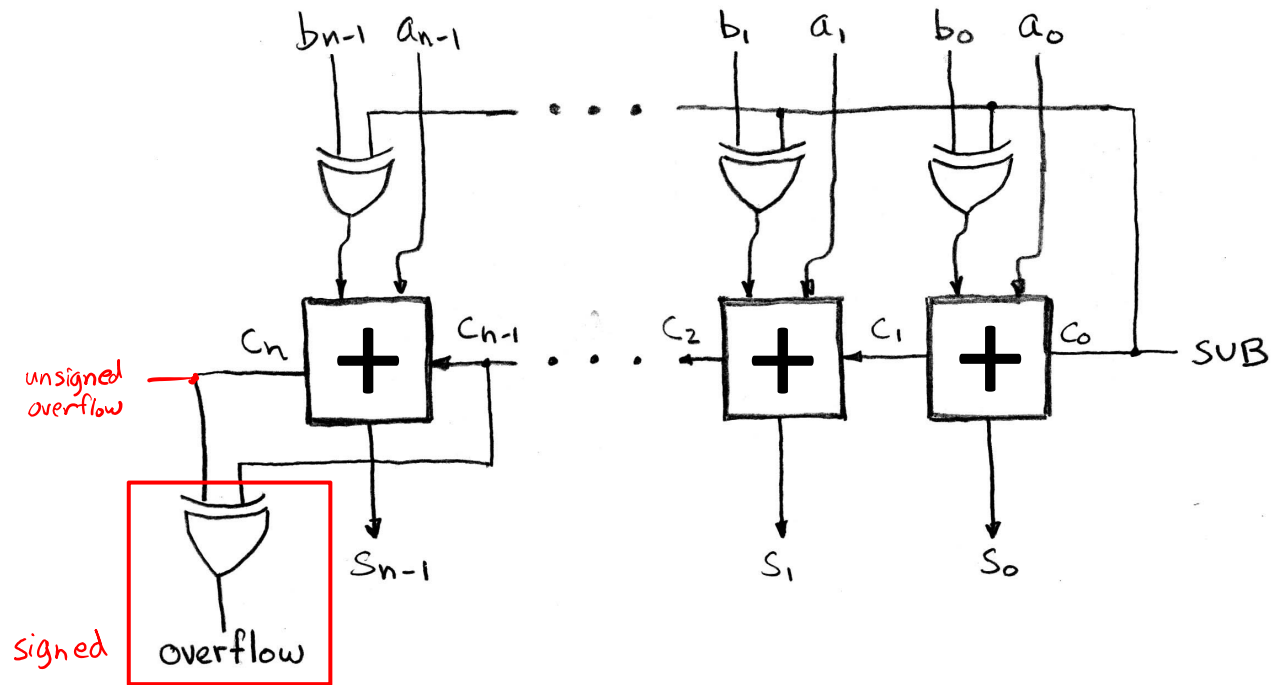 bn-1 an-1 b1 a1 b0 a0
cn cn-1 c2 c1 c0 SUB
unsigned
overflow
sn-1 s1 s0
signed overflow